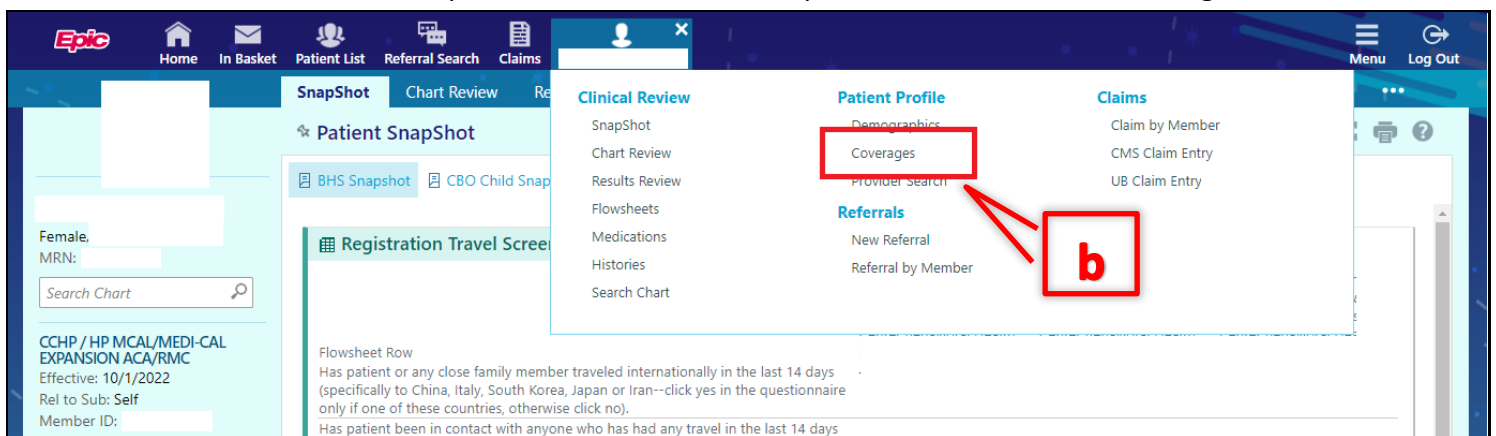 Epic
Home In Basket Patient List Referral Search Claims Menu Log Out
SnapShot Chart Review Re
Patient SnapShot
BHS Snapshot CBO Child Snap
Female,
MRN:
Search Chart
CCHP / HP MCAL/MEDI-CAL
EXPANSION ACA/RMC
Effective: 10/1/2022
Rel to Sub: Self
Member ID:
Registration Travel Scree
Clinical Review
SnapShot
Chart Review
Results Review
Flowsheets
Medications
Histories
Search Chart
Patient Profile
Demographics
Coverages
Provider Search
Referrals
New Referral
Referral by Member
Claims
Claim by Member
CMS Claim Entry
UB Claim Entry
b
Flowsheet Row
Has patient or any close family member traveled internationally in the last 14 days
(specifically to China, Italy, South Korea, Japan or Iran--click yes in the questionnaire
only if one of these countries, otherwise click no).
Has patient been in contact with anyone who has had any travel in the last 14 days